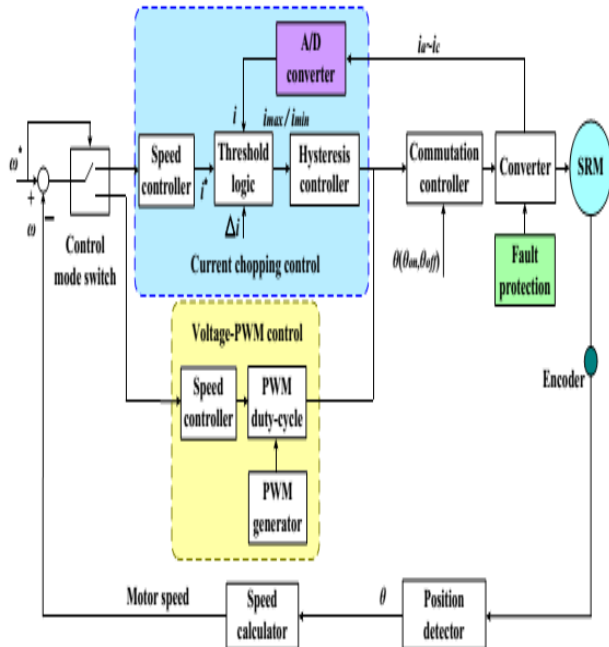 A/D
converter
ia~ic
i
imax/imin
ω*
+
ω
−
Speed
controller
i*
Threshold
logic
Hysteresis
controller
Δi
Commutation
controller
Converter
SRM
Control
mode switch
Current chopping control
θ(θon,θoff)
Fault
protection
Voltage-PWM control
Encoder
Speed
controller
PWM
duty-cycle
PWM
generator
Motor speed
Speed
calculator
θ
Position
detector